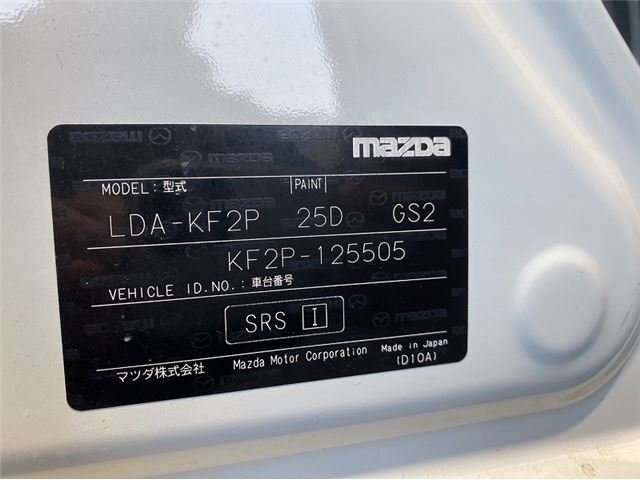 mazda
MODEL:型式 PAINT
LDA-KF2P 25D GS2
KF2P-125505
VEHICLE ID.NO.:車台番号
SRS I
マツダ株式会社 Mazda Motor Corporation Made in Japan
(D10A)